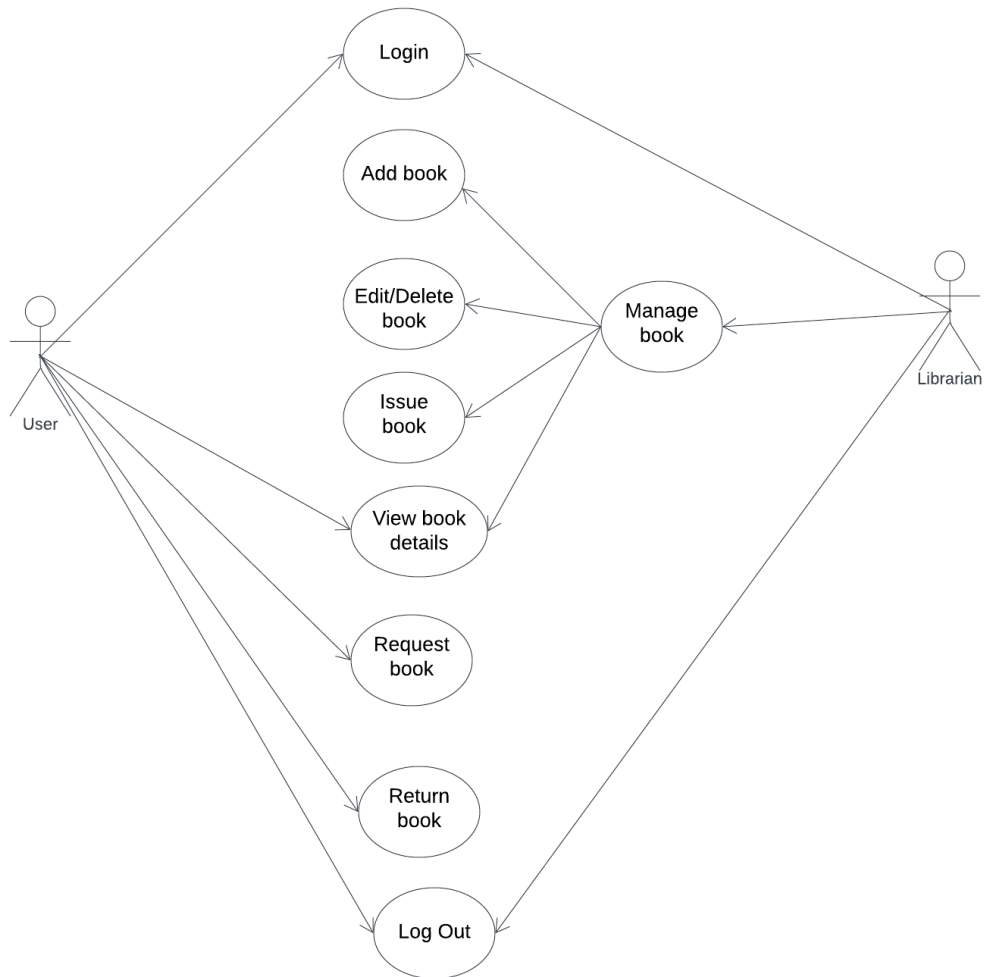 Login
Add book
Edit/Delete
book
Manage
book
Librarian
Issue
book
User
View book
details
Request
book
Return
book
Log Out